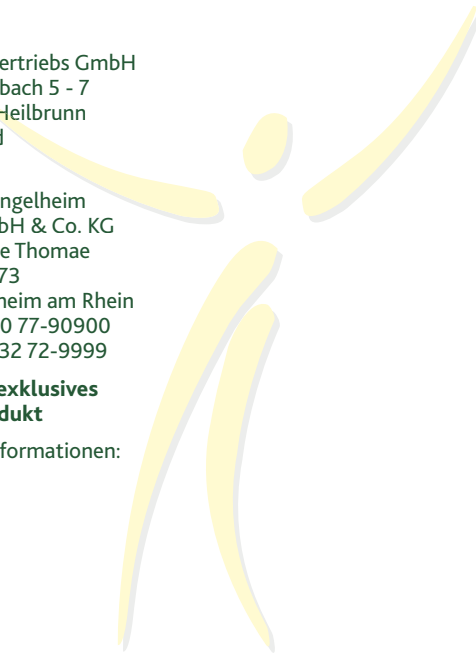 ertriebs GmbH
bach 5 - 7
Heilbrunn
d
ngelheim
bH & Co. KG
e Thomae
73
heim am Rhein
0 77-90900
32 72-9999
exklusives
dukt
formationen: